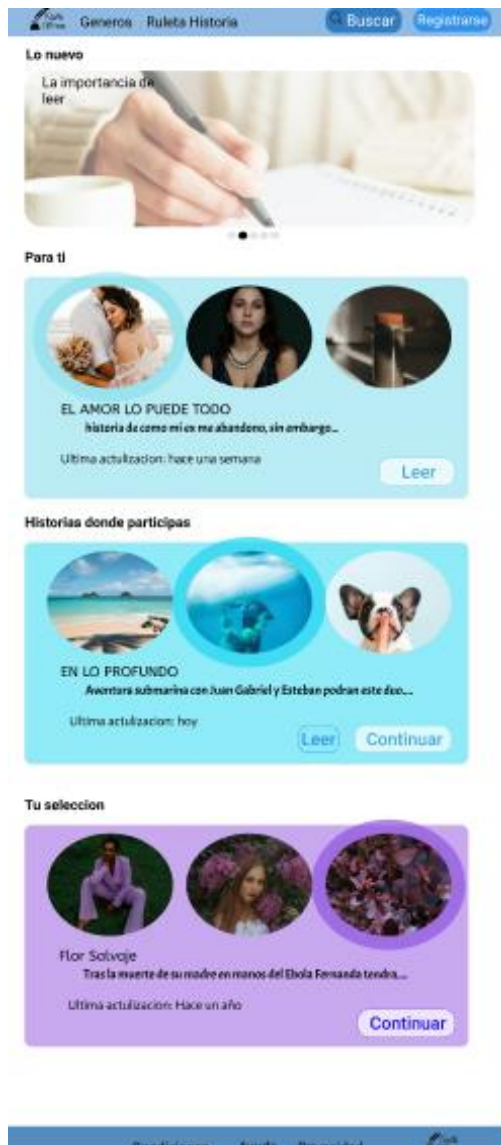 Generos Ruleta Historia Buscar Registrarse
Lo nuevo
La importancia de
leer
Para ti
EL AMOR LO PUEDE TODO
historia de como mi ex me abandono, sin embargo...
Ultima actulizacion: hace una semana
Leer
Historias donde participas
EN LO PROFUNDO
Aventura submarina con Juan Gabriel y Esteban podran este duo....
Ultima actulizacion: hoy
Leer Continuar
Tu seleccion
Flor Salvaje
Tras la muerte de su madre en manos del Ebola Fernanda tendra....
Ultima actulizacion: Hace un año
Continuar